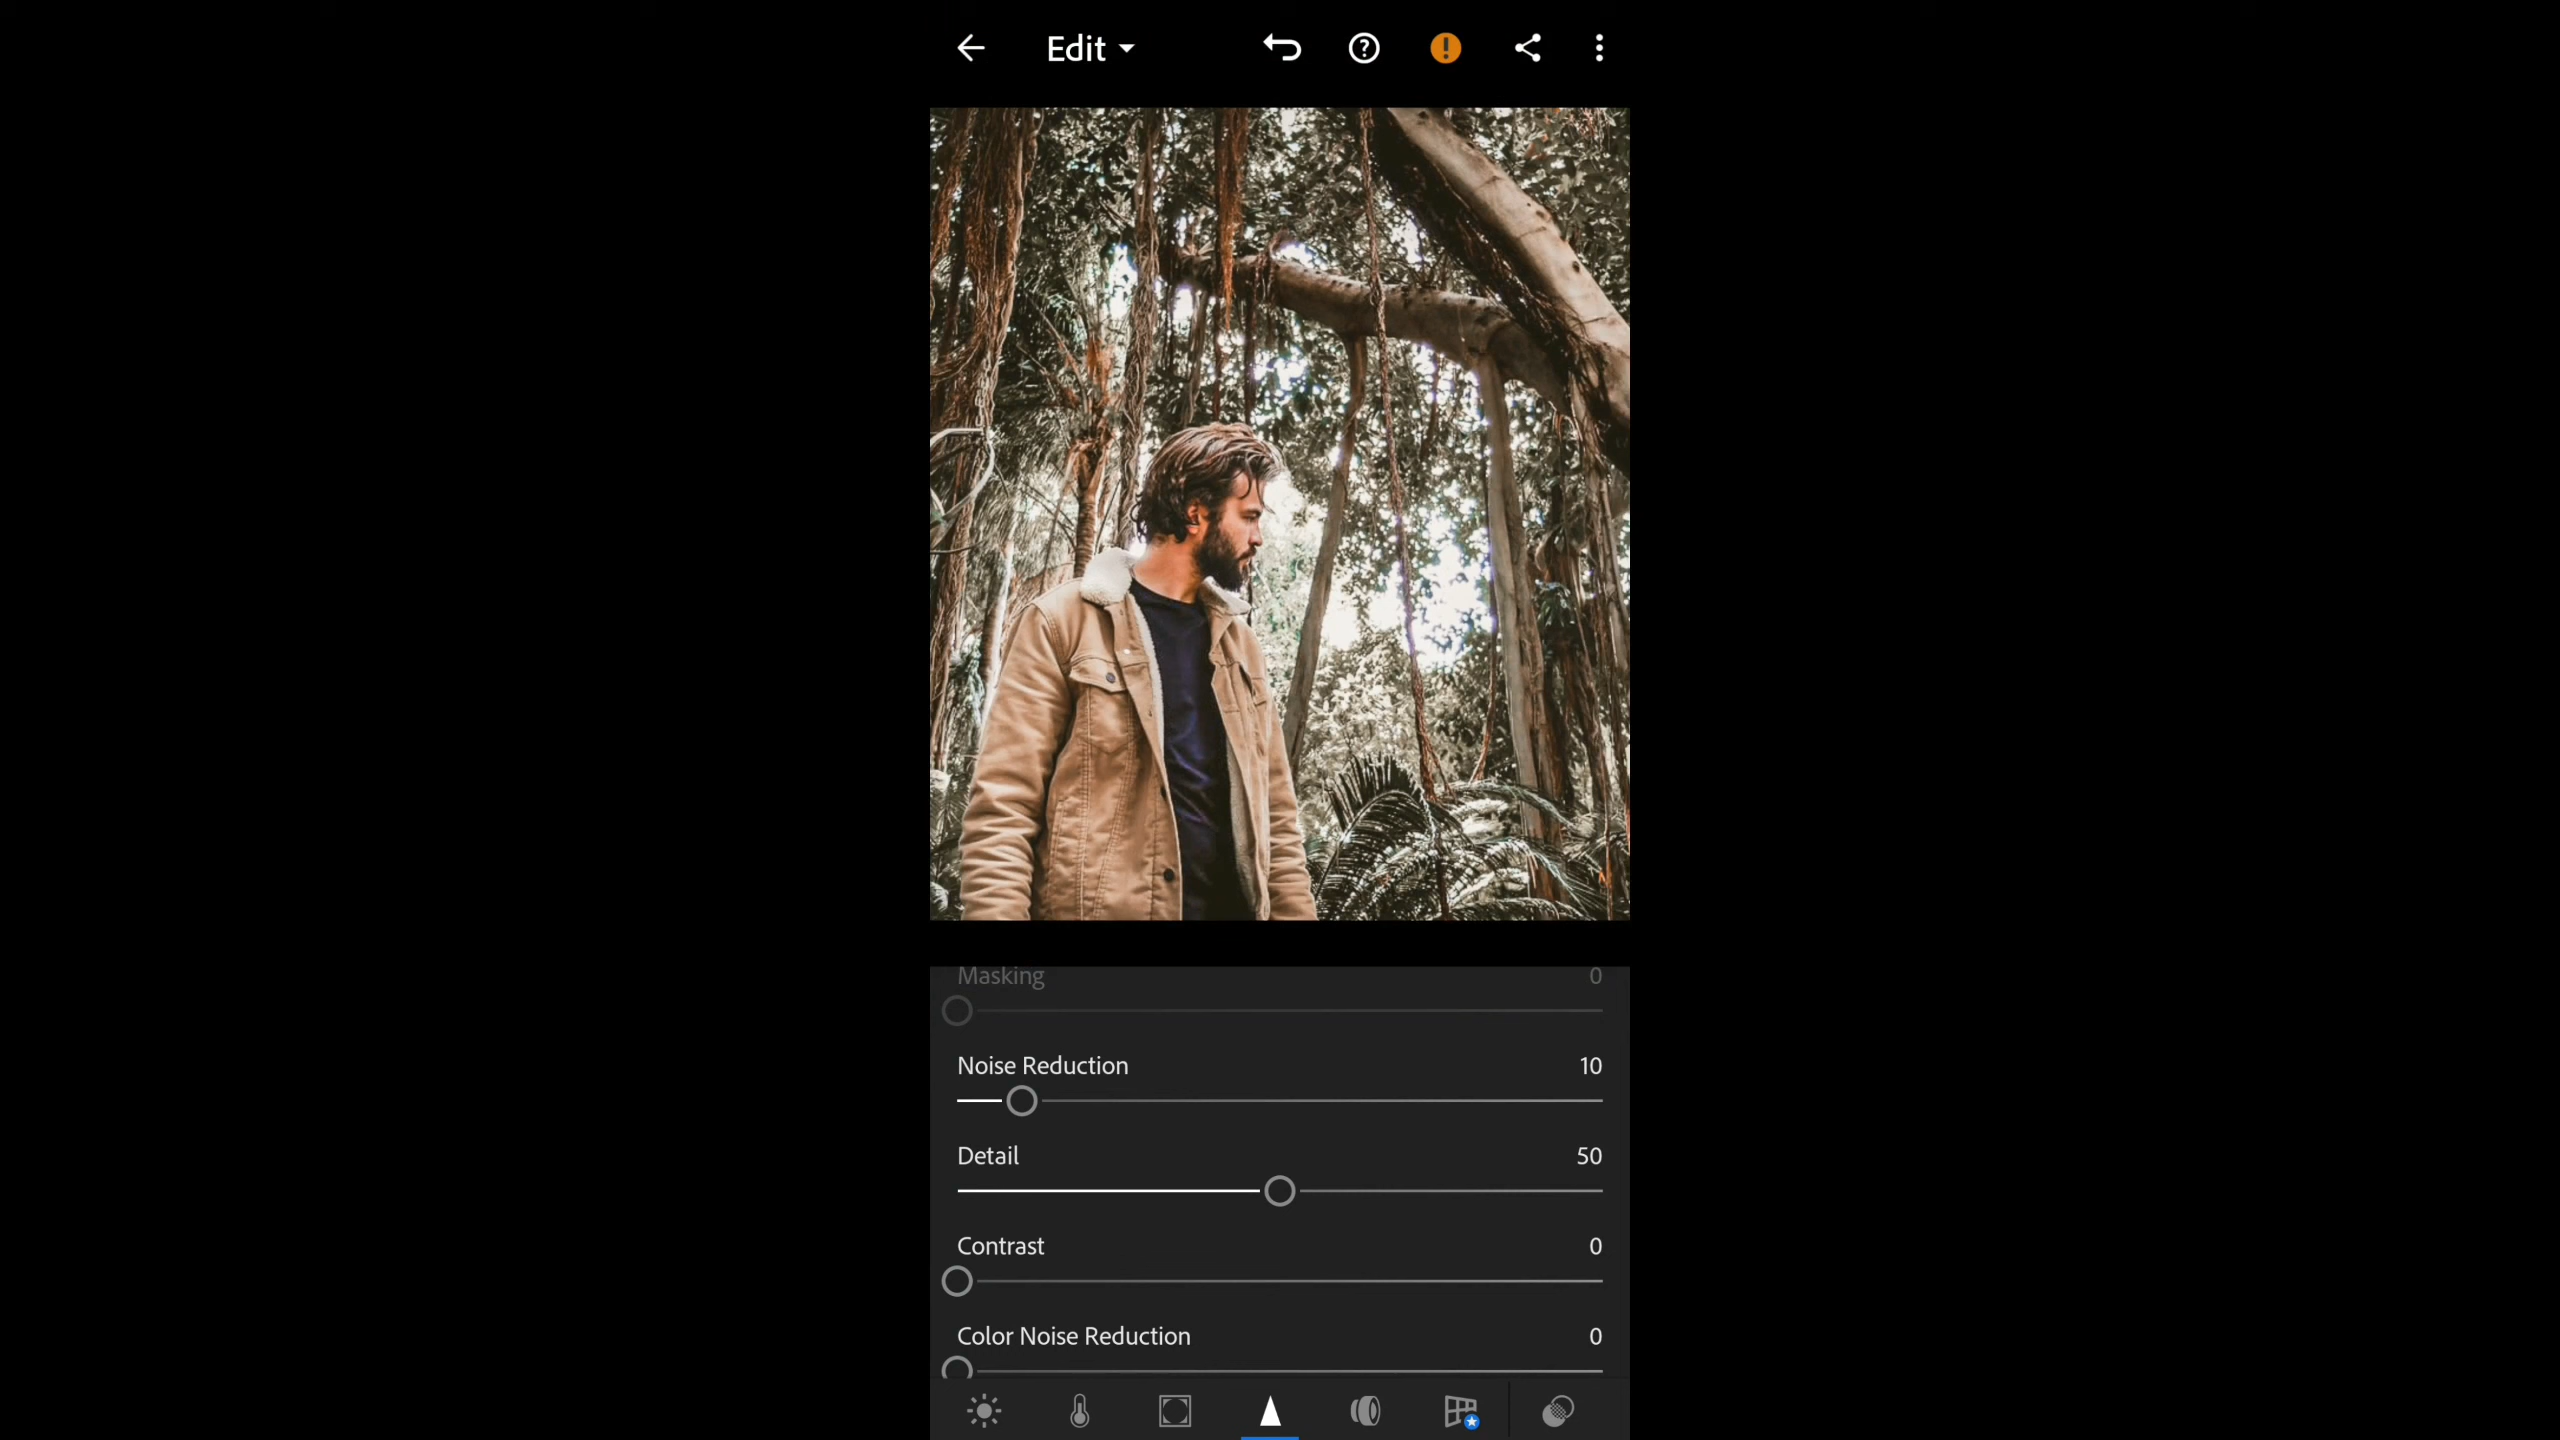 Edit
Masking 0
Noise Reduction 10
Detail 50
Contrast 0
Color Noise Reduction 0